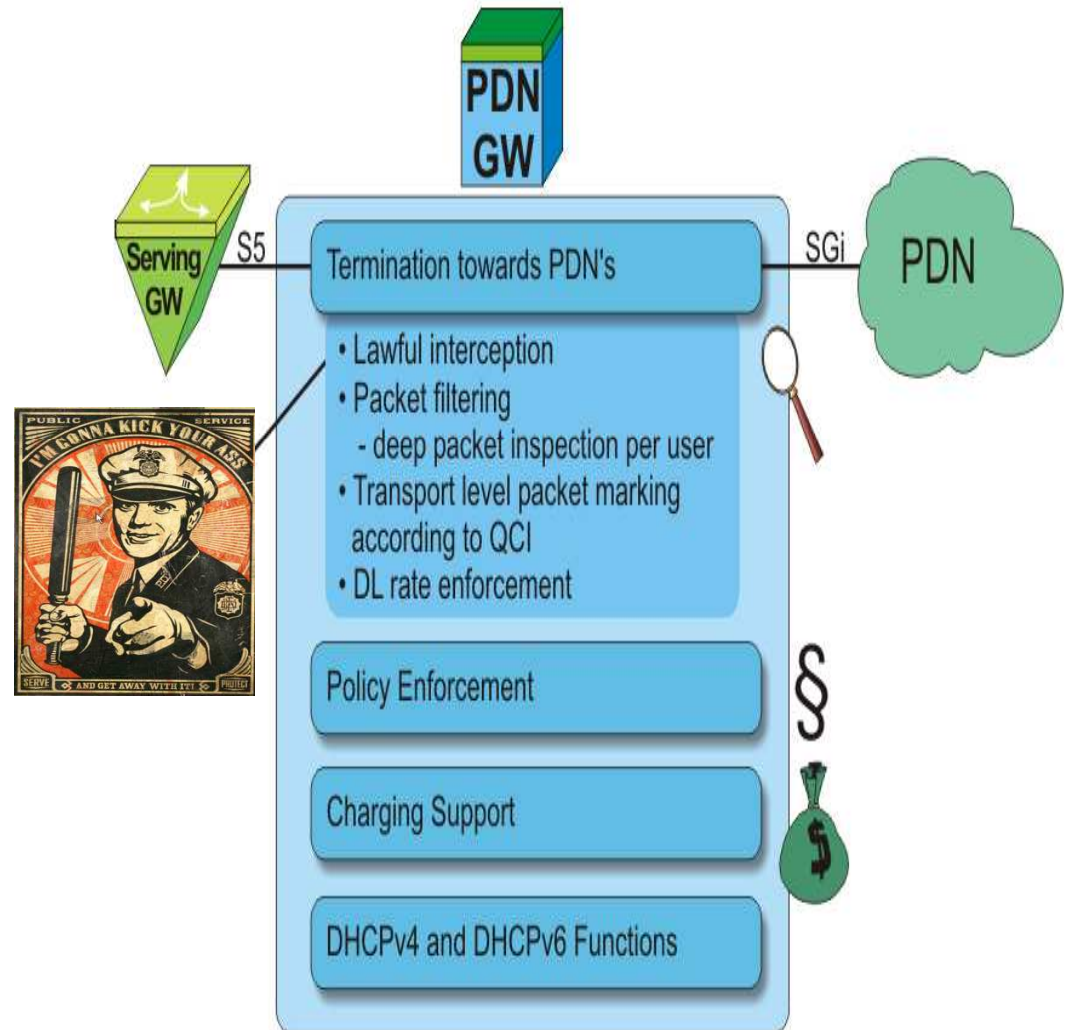 PDN
GW
Serving
GW
S5
Termination towards PDN's
SGi
PDN
• Lawful interception
• Packet filtering
- deep packet inspection per user
• Transport level packet marking
according to QCI
• DL rate enforcement
PUBLIC SERVICE
I'M GONNA KICK YOUR ASS
SERVE AND GET AWAY WITH IT! PROTECT
Policy Enforcement
§
Charging Support
$
DHCPv4 and DHCPv6 Functions